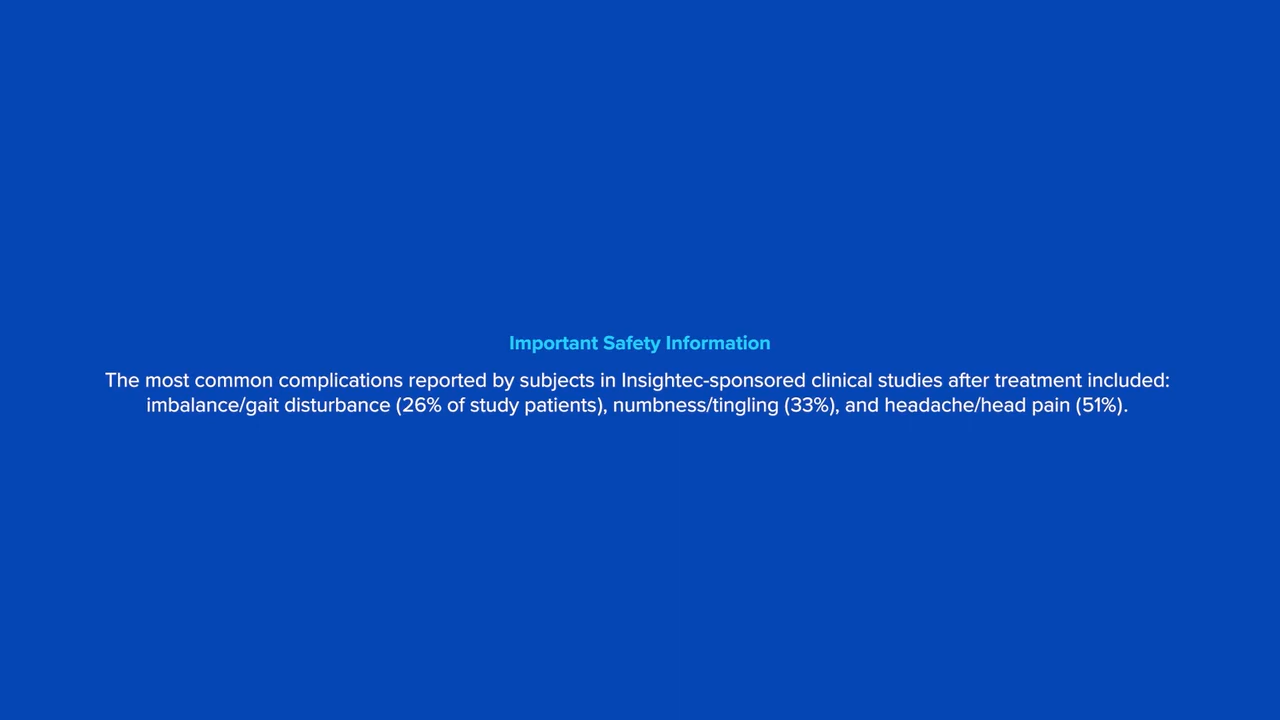 Important Safety Information
The most common complications reported by subjects in Insightec-sponsored clinical studies after treatment included:
imbalance/gait disturbance (26% of study patients), numbness/tingling (33%), and headache/head pain (51%).